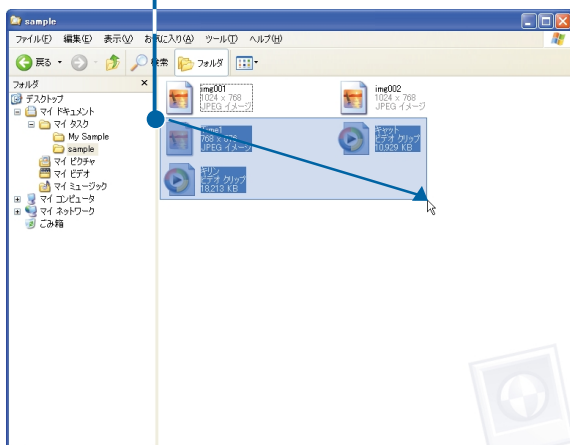 sample
ファイル(F) 編集(E) 表示(V) お気に入り(A) ツール(T) ヘルプ(H)
戻る 検索 フォルダ
フォルダ ×
デスクトップ
マイ ドキュメント
マイ タスク
My Sample
sample
マイ ピクチャ
マイ ビデオ
マイ ミュージック
マイ コンピュータ
マイ ネットワーク
ごみ箱
img001
1024 x 768
JPEG イメージ
img002
1024 x 768
JPEG イメージ
768 x 576
JPEG イメージ
キャット
ビデオ クリップ
10,929 KB
キリン
ビデオ クリップ
18,213 KB